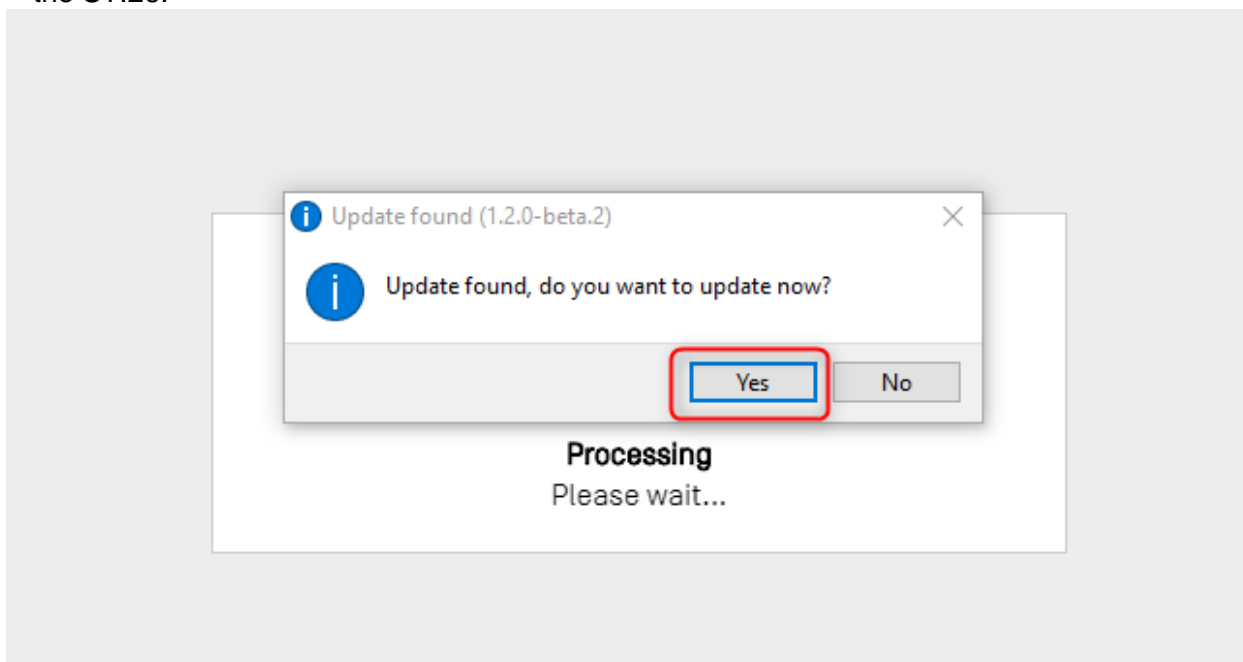 Update found (1.2.0-beta.2)
Update found, do you want to update now?
Yes No
Processing
Please wait...